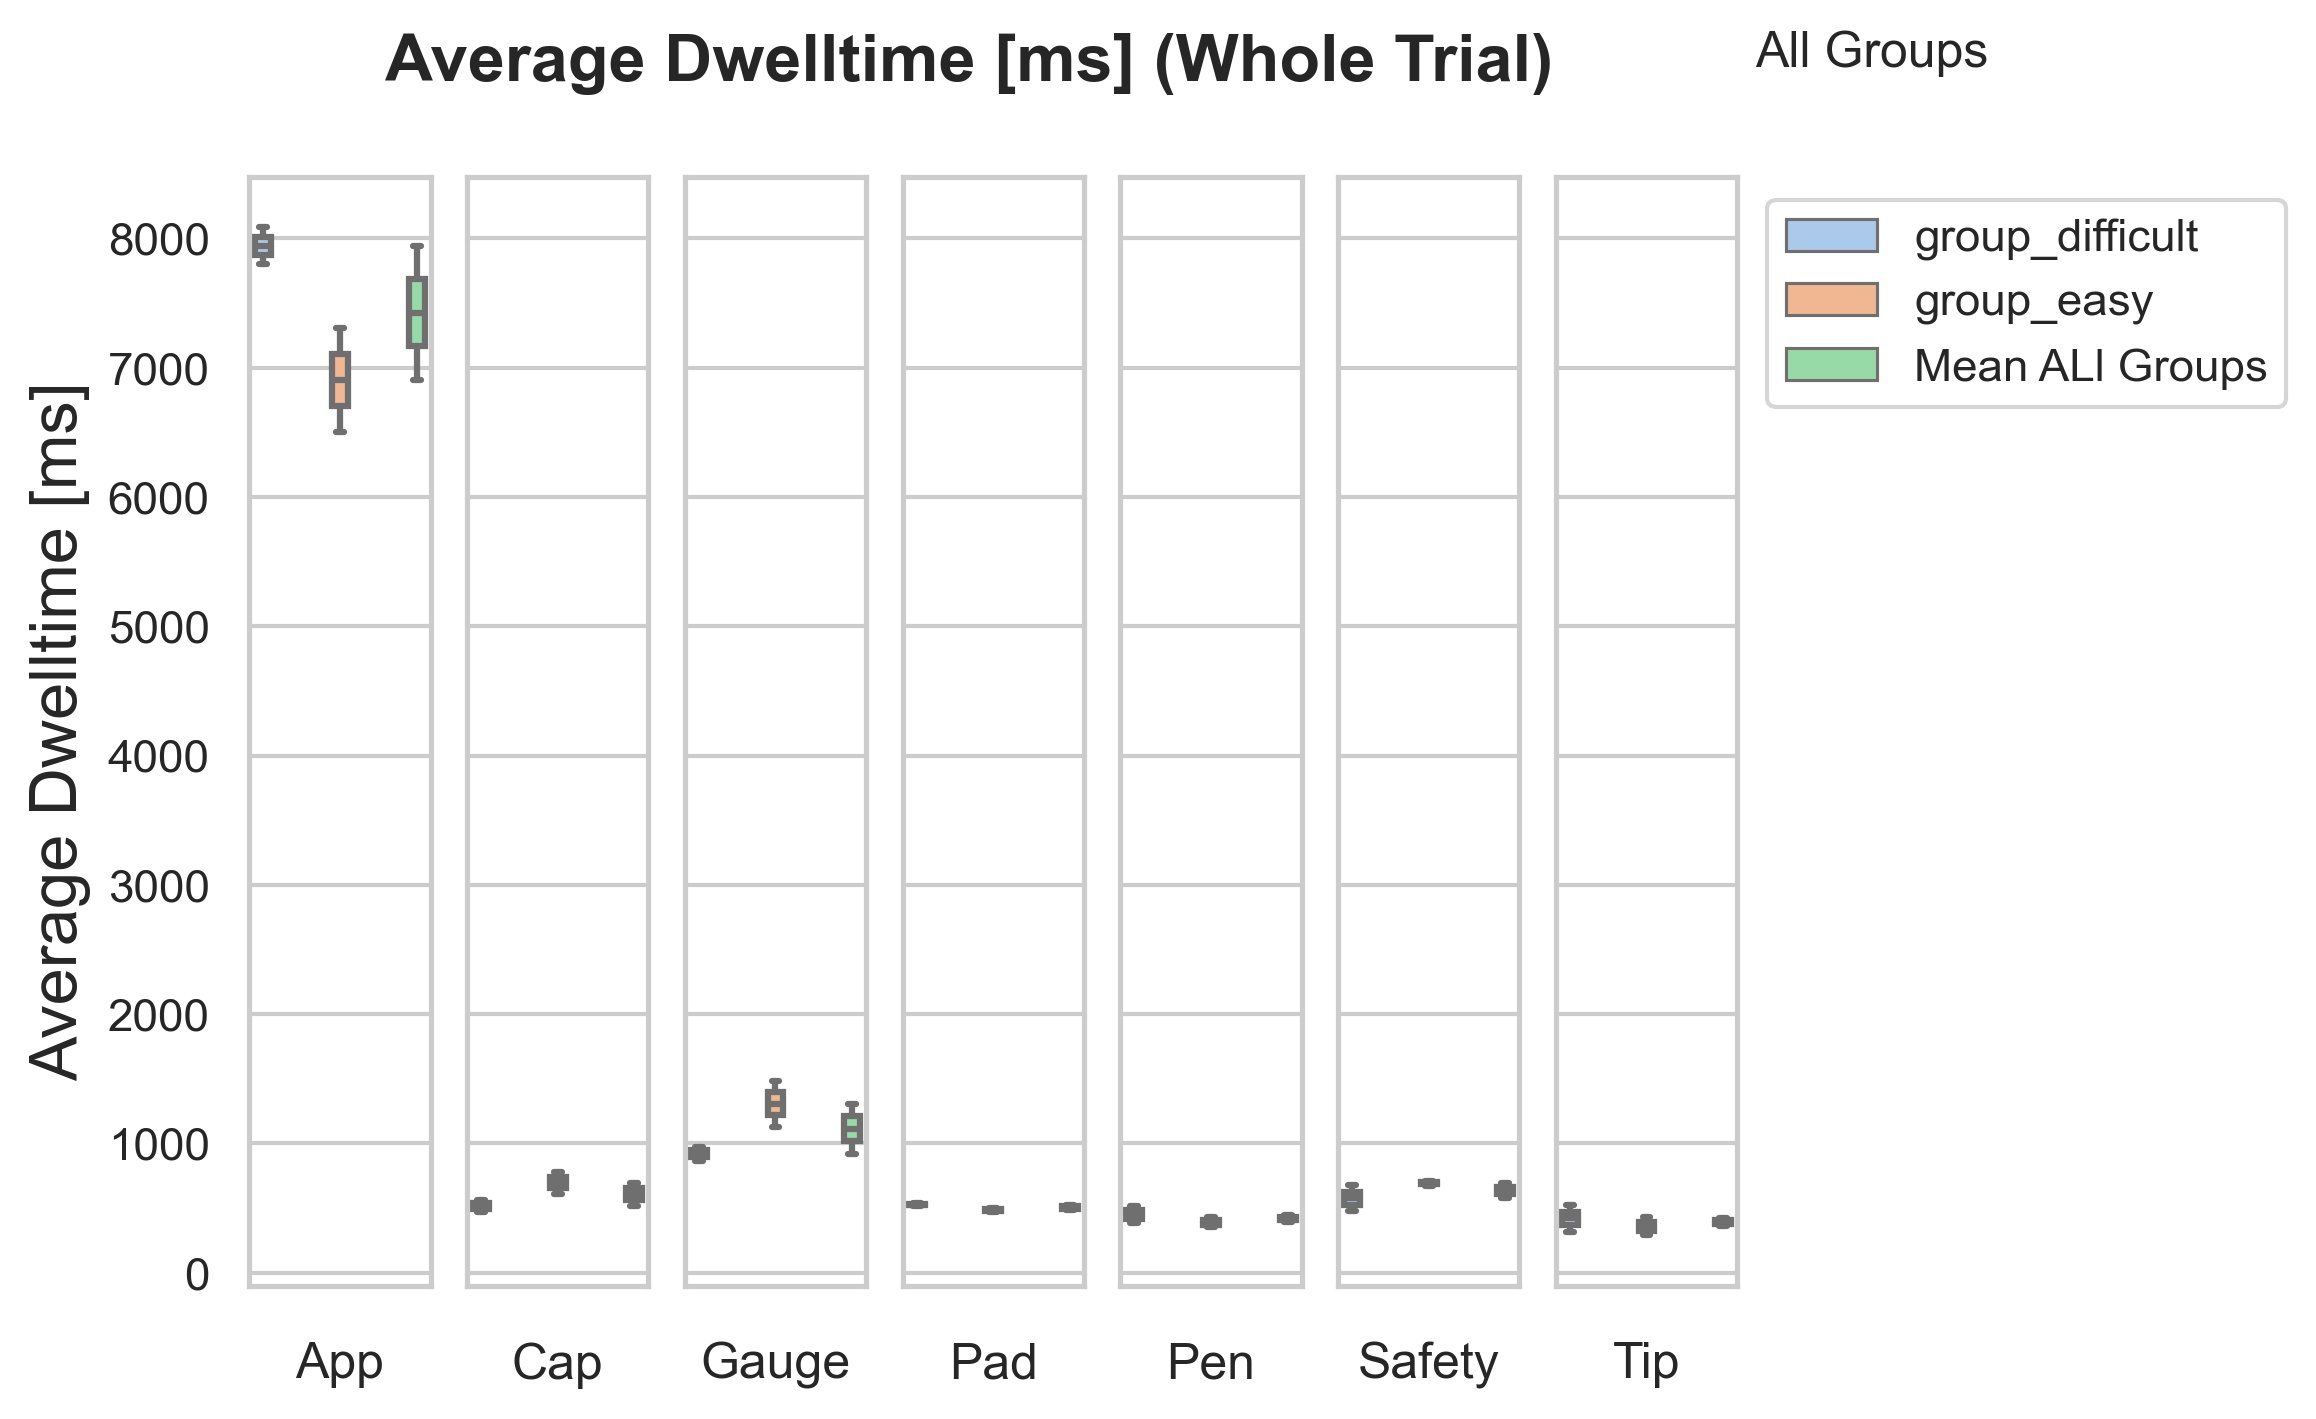 Average Dwelltime [ms] (Whole Trial)
All Groups
Average Dwelltime [ms]
8000
7000
6000
5000
4000
3000
2000
1000
0
App
Cap
Gauge
Pad
Pen
Safety
Tip
group_difficult
group_easy
Mean ALl Groups